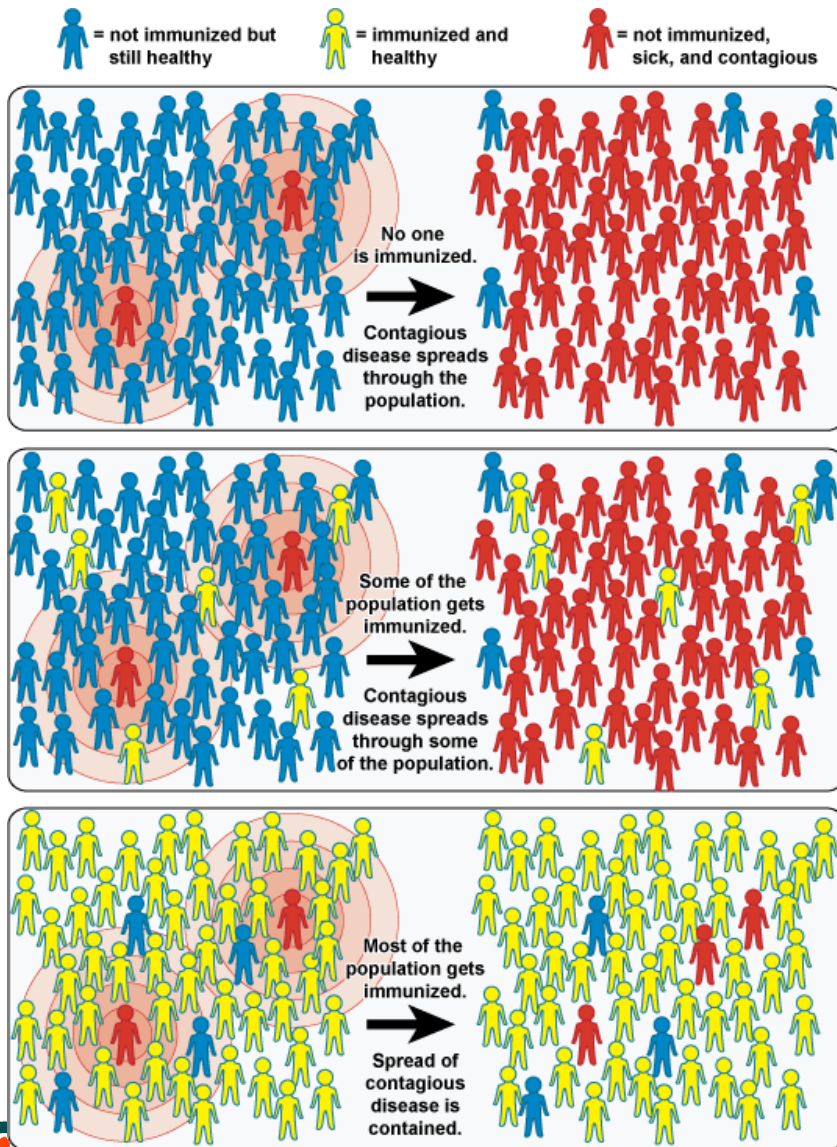 = not immunized but
still healthy
= immunized and
healthy
= not immunized,
sick, and contagious
No one
is immunized.
Contagious
disease spreads
through the
population.
Some of the
population gets
immunized.
Contagious
disease spreads
through some
of the population.
Most of the
population gets
immunized.
Spread of
contagious
disease is
contained.